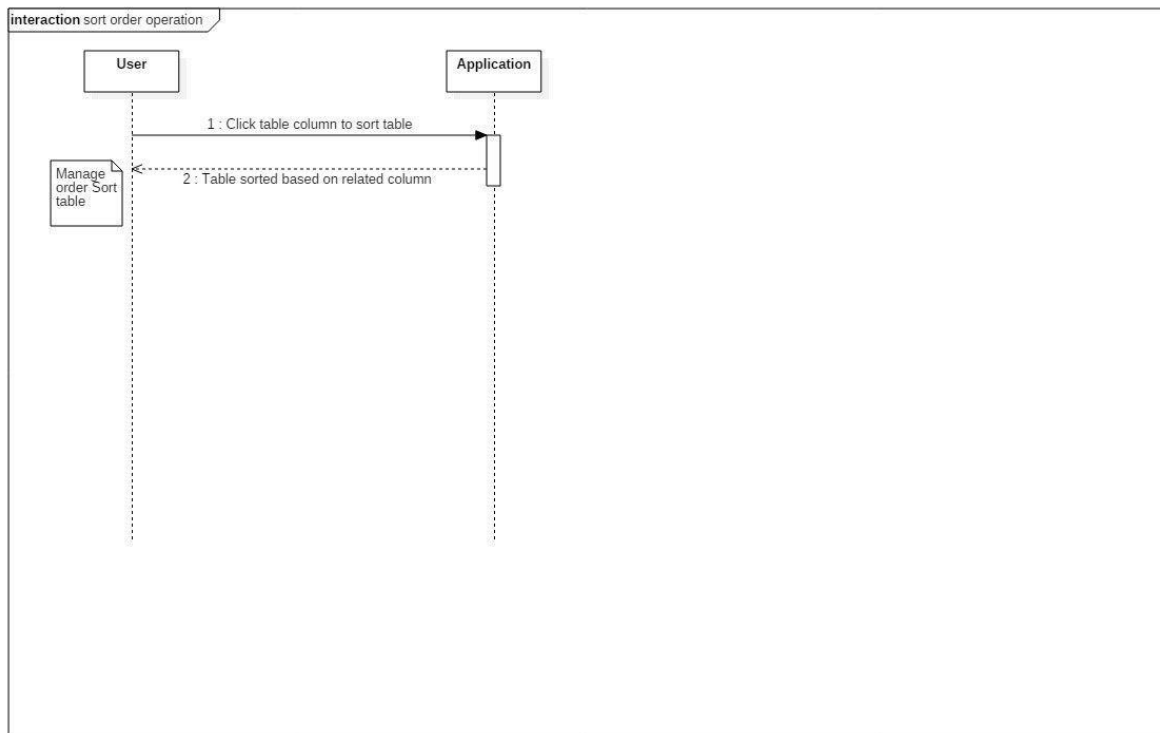 interaction sort order operation
User
Application
1 : Click table column to sort table
2 : Table sorted based on related column
Manage
order Sort
table